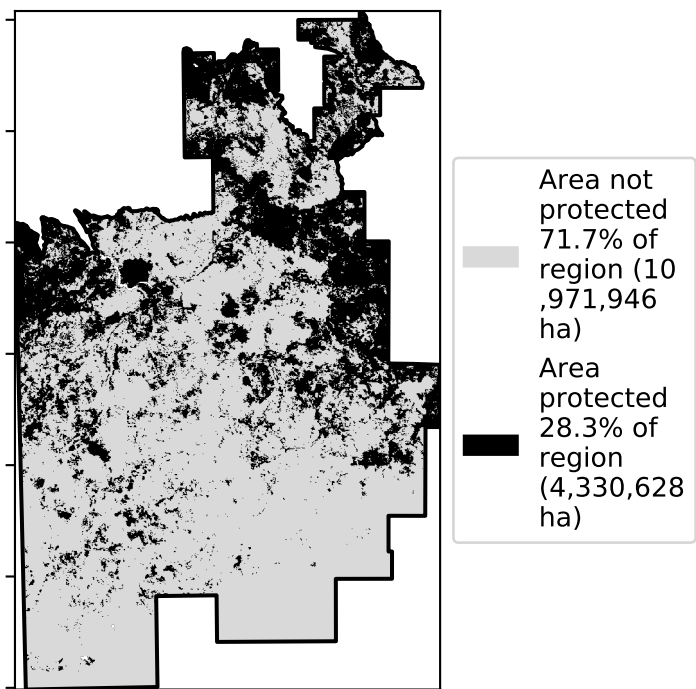 Area not
protected
71.7% of
region (10
,971,946
ha)
Area
protected
28.3% of
region
(4,330,628
ha)